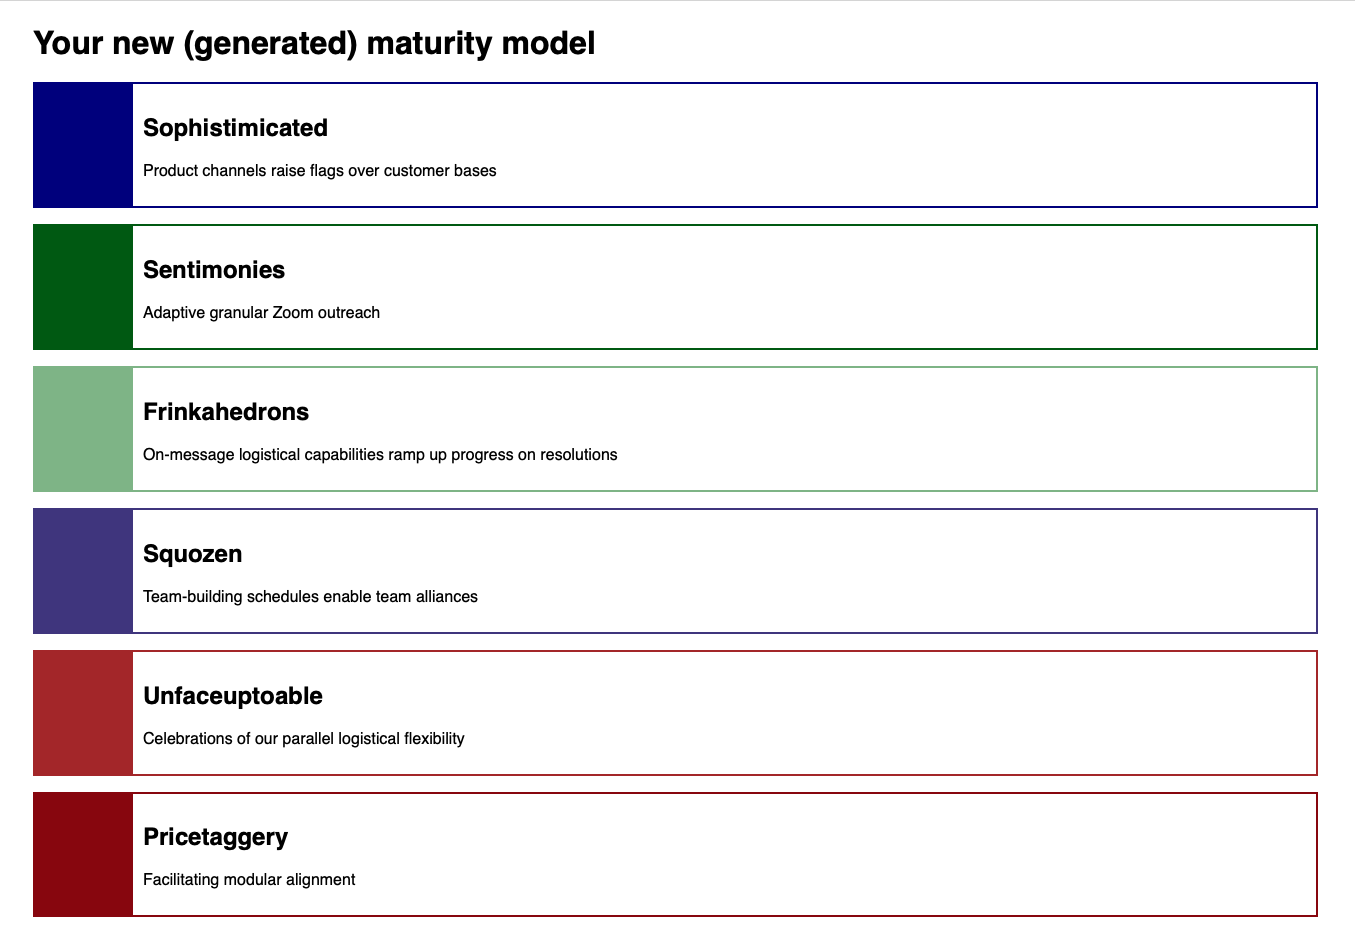 Your new (generated) maturity model
Sophistimicated
Product channels raise flags over customer bases
Sentimonies
Adaptive granular Zoom outreach
Frinkahedrons
On-message logistical capabilities ramp up progress on resolutions
Squozen
Team-building schedules enable team alliances
Unfaceuptoable
Celebrations of our parallel logistical flexibility
Pricetaggery
Facilitating modular alignment